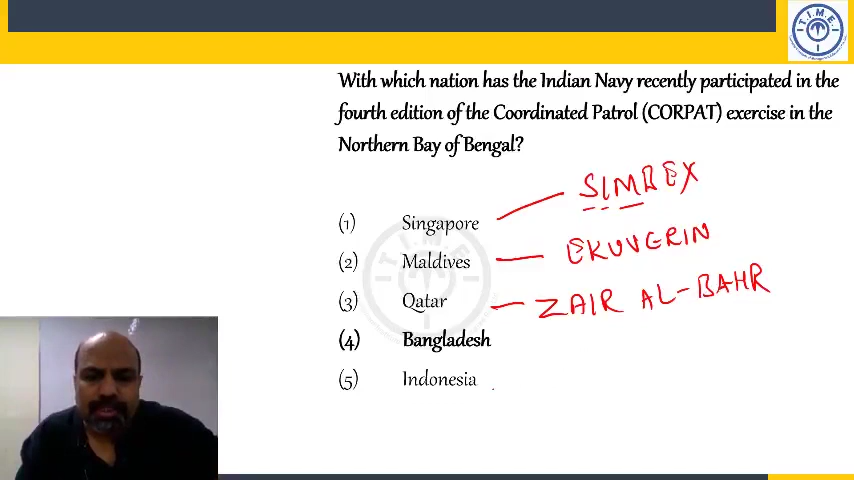 T.I.M.E.
With which nation has the Indian Navy recently participated in the
fourth edition of the Coordinated Patrol (CORPAT) exercise in the
Northern Bay of Bengal?
(1) Singapore SIMBEX
(2) Maldives EKUVERIN
(3) Qatar ZAIR AL-BAHR
(4) Bangladesh
(5) Indonesia